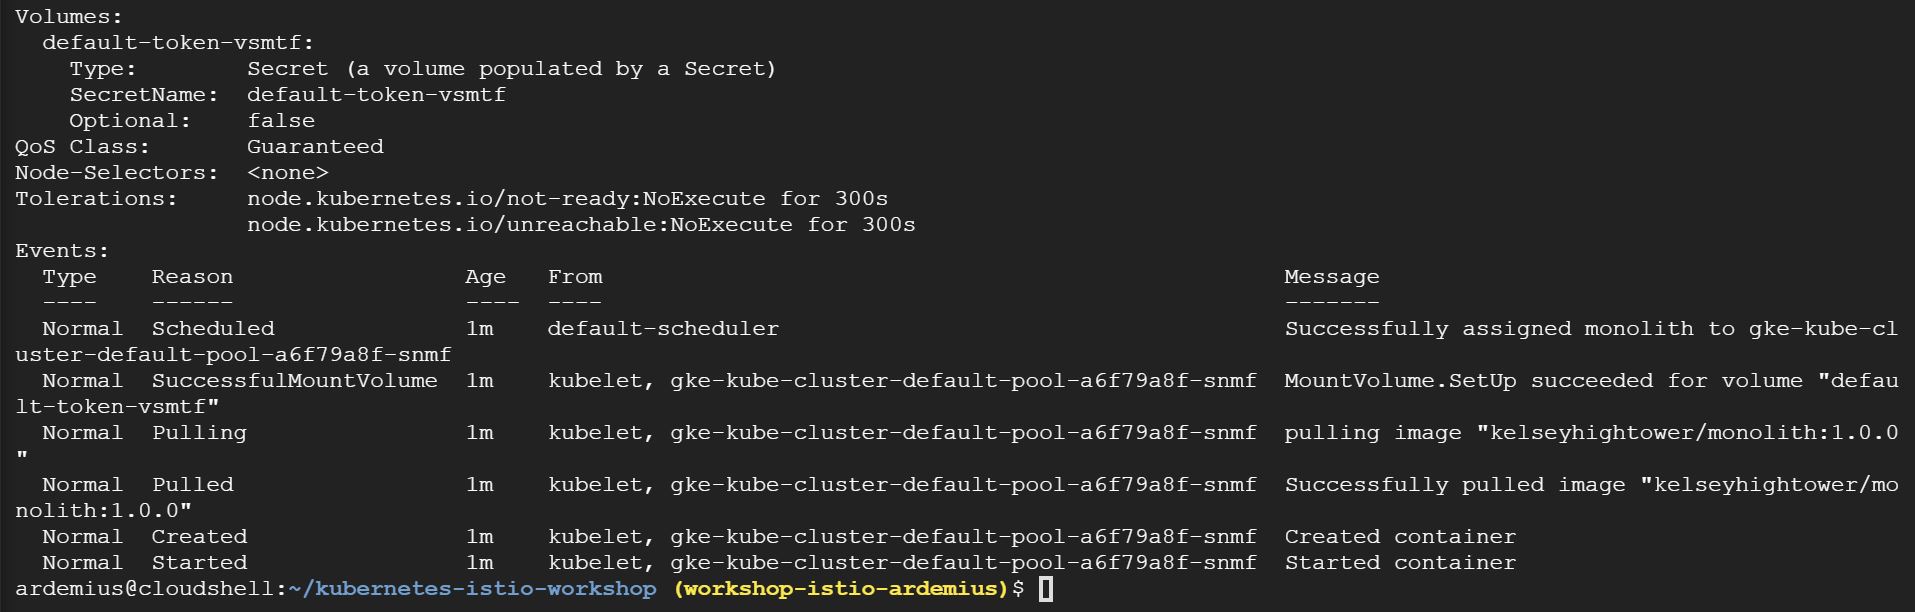 Volumes:
  default-token-vsmtf:
    Type:        Secret (a volume populated by a Secret)
    SecretName:  default-token-vsmtf
    Optional:    false
QoS Class:       Guaranteed
Node-Selectors:  <none>
Tolerations:     node.kubernetes.io/not-ready:NoExecute for 300s
                 node.kubernetes.io/unreachable:NoExecute for 300s
Events:
  Type    Reason                 Age   From                                                  Message
  ----    ------                 ----  ----                                                  -------
  Normal  Scheduled              1m    default-scheduler                                     Successfully assigned monolith to gke-kube-cl
uster-default-pool-a6f79a8f-snmf
  Normal  SuccessfulMountVolume  1m    kubelet, gke-kube-cluster-default-pool-a6f79a8f-snmf  MountVolume.SetUp succeeded for volume "defau
lt-token-vsmtf"
  Normal  Pulling                1m    kubelet, gke-kube-cluster-default-pool-a6f79a8f-snmf  pulling image "kelseyhightower/monolith:1.0.0
"
  Normal  Pulled                 1m    kubelet, gke-kube-cluster-default-pool-a6f79a8f-snmf  Successfully pulled image "kelseyhightower/mo
nolith:1.0.0"
  Normal  Created                1m    kubelet, gke-kube-cluster-default-pool-a6f79a8f-snmf  Created container
  Normal  Started                1m    kubelet, gke-kube-cluster-default-pool-a6f79a8f-snmf  Started container
ardemius@cloudshell:~/kubernetes-istio-workshop (workshop-istio-ardemius)$